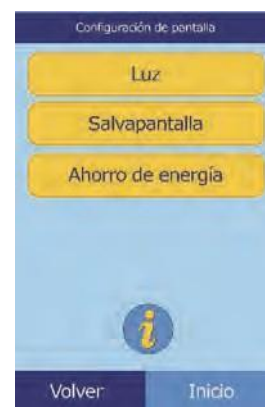 Configuración de pantalla
Luz
Salvapantalla
Ahorro de energía
i
Volver Inicio